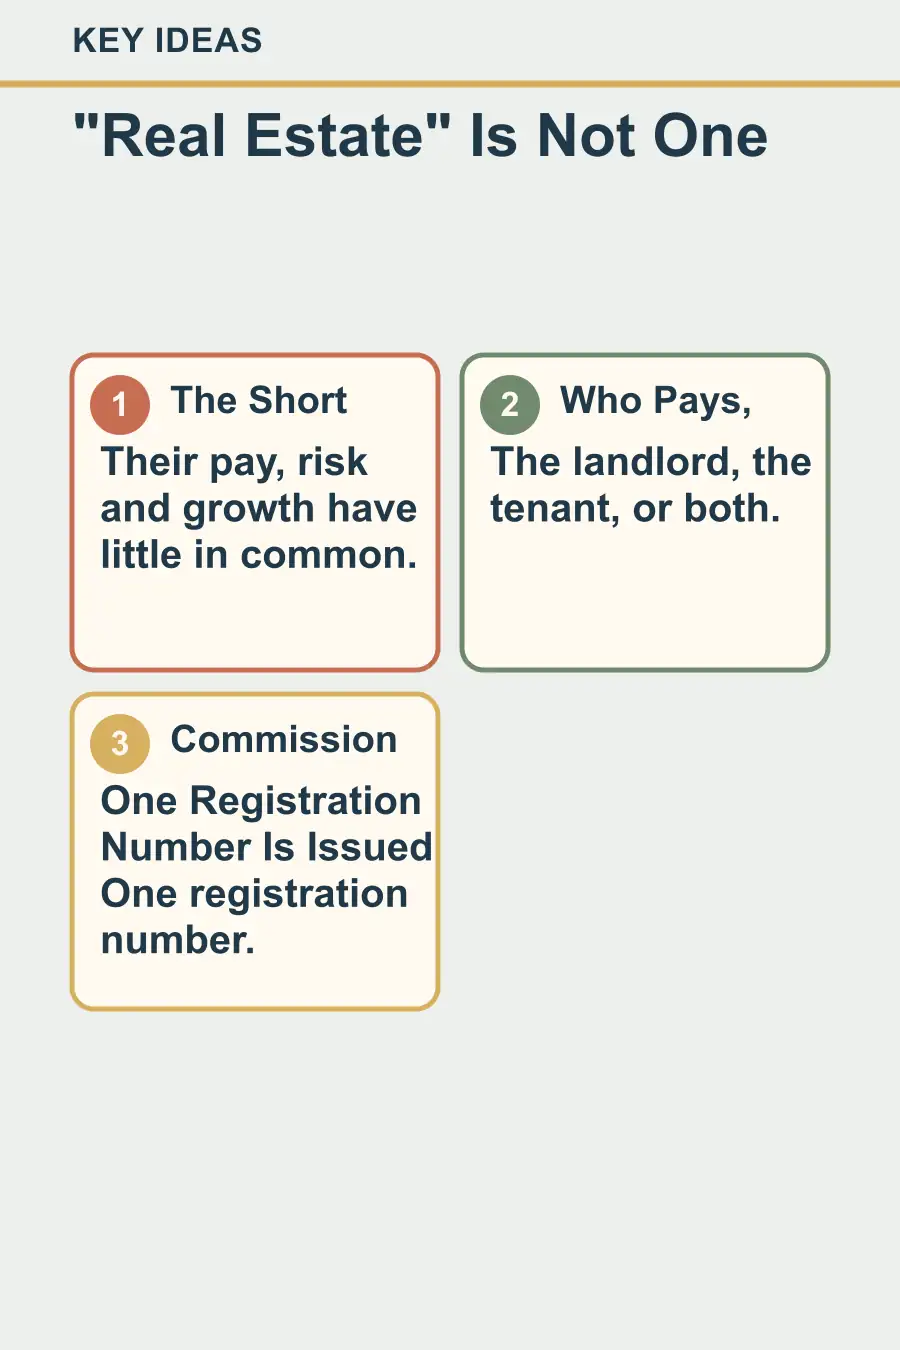 KEY IDEAS
"Real Estate" Is Not One
1
The Short
Their pay, risk
and growth have
little in common.
2
Who Pays,
The landlord, the
tenant, or both.
3
Commission
One Registration
Number Is Issued
One registration
number.